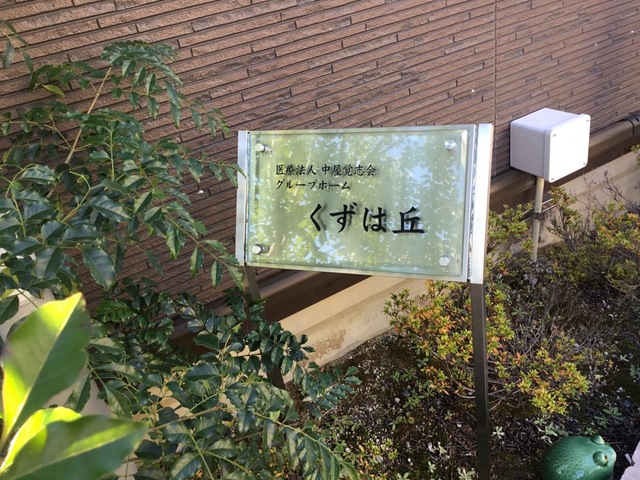 医療法人 中屋覚志会
グループホーム
くずは丘